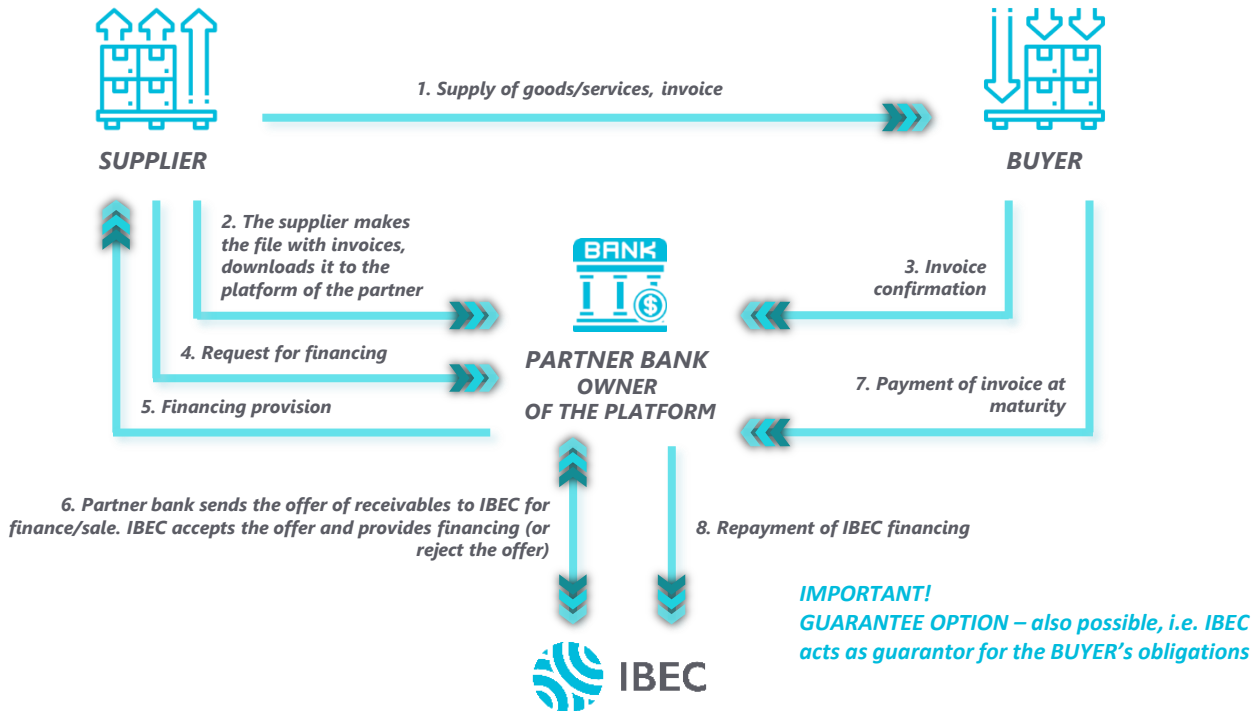 1. Supply of goods/services, invoice
SUPPLIER
BUYER
2. The supplier makes
the file with invoices,
downloads it to the
platform of the partner
BANK
$
3. Invoice
confirmation
4. Request for financing
PARTNER BANK
OWNER
OF THE PLATFORM
5. Financing provision
7. Payment of invoice at
maturity
6. Partner bank sends the offer of receivables to IBEC for
finance/sale. IBEC accepts the offer and provides financing (or
reject the offer)
8. Repayment of IBEC financing
IMPORTANT!
GUARANTEE OPTION – also possible, i.e. IBEC
acts as guarantor for the BUYER’s obligations
IBEC